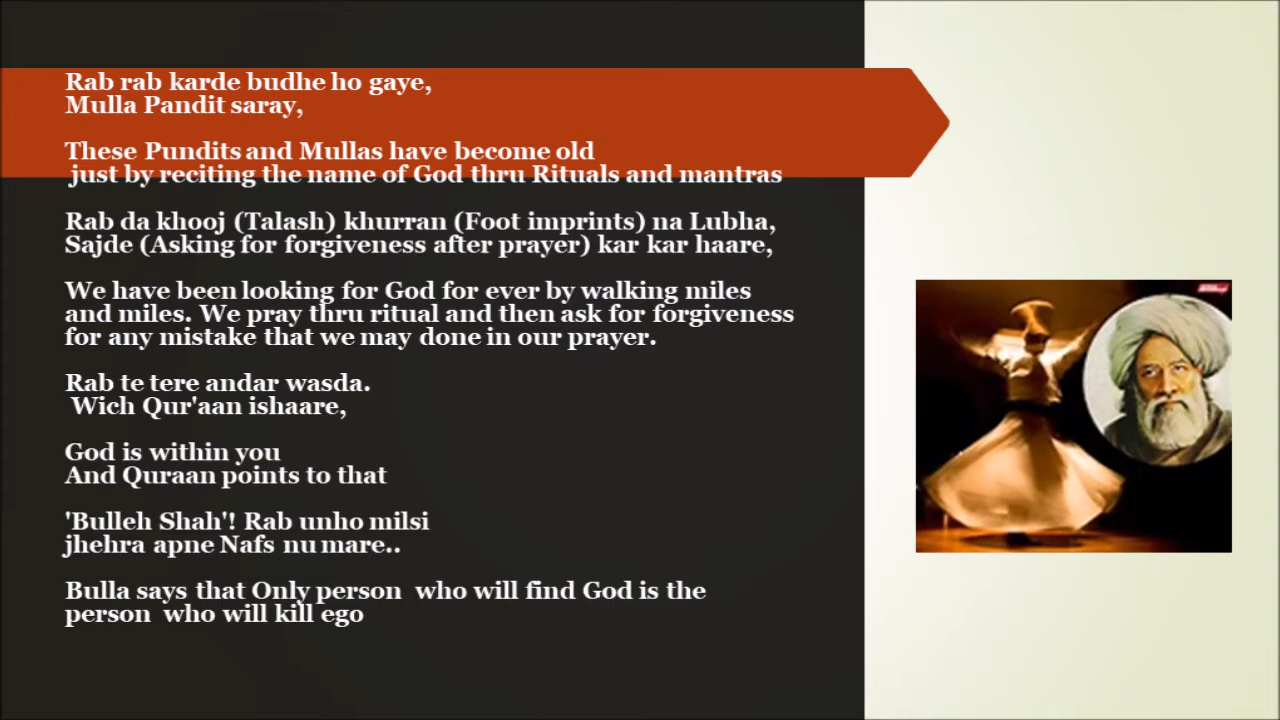 Rab rab karde budhe ho gaye,
Mulla Pandit saray,
These Pundits and Mullas have become old
just by reciting the name of God thru Rituals and mantras
Rab da khooj (Talash) khurran (Foot imprints) na Lubha,
Sajde (Asking for forgiveness after prayer) kar kar haare,
We have been looking for God for ever by walking miles
and miles. We pray thru ritual and then ask for forgiveness
for any mistake that we may done in our prayer.
Rab te tere andar wasda.
Wich Qur'aan ishaare,
God is within you
And Quraan points to that
'Bulleh Shah'! Rab unho milsi
jhehra apne Nafs nu mare..
Bulla says that Only person who will find God is the
person who will kill ego